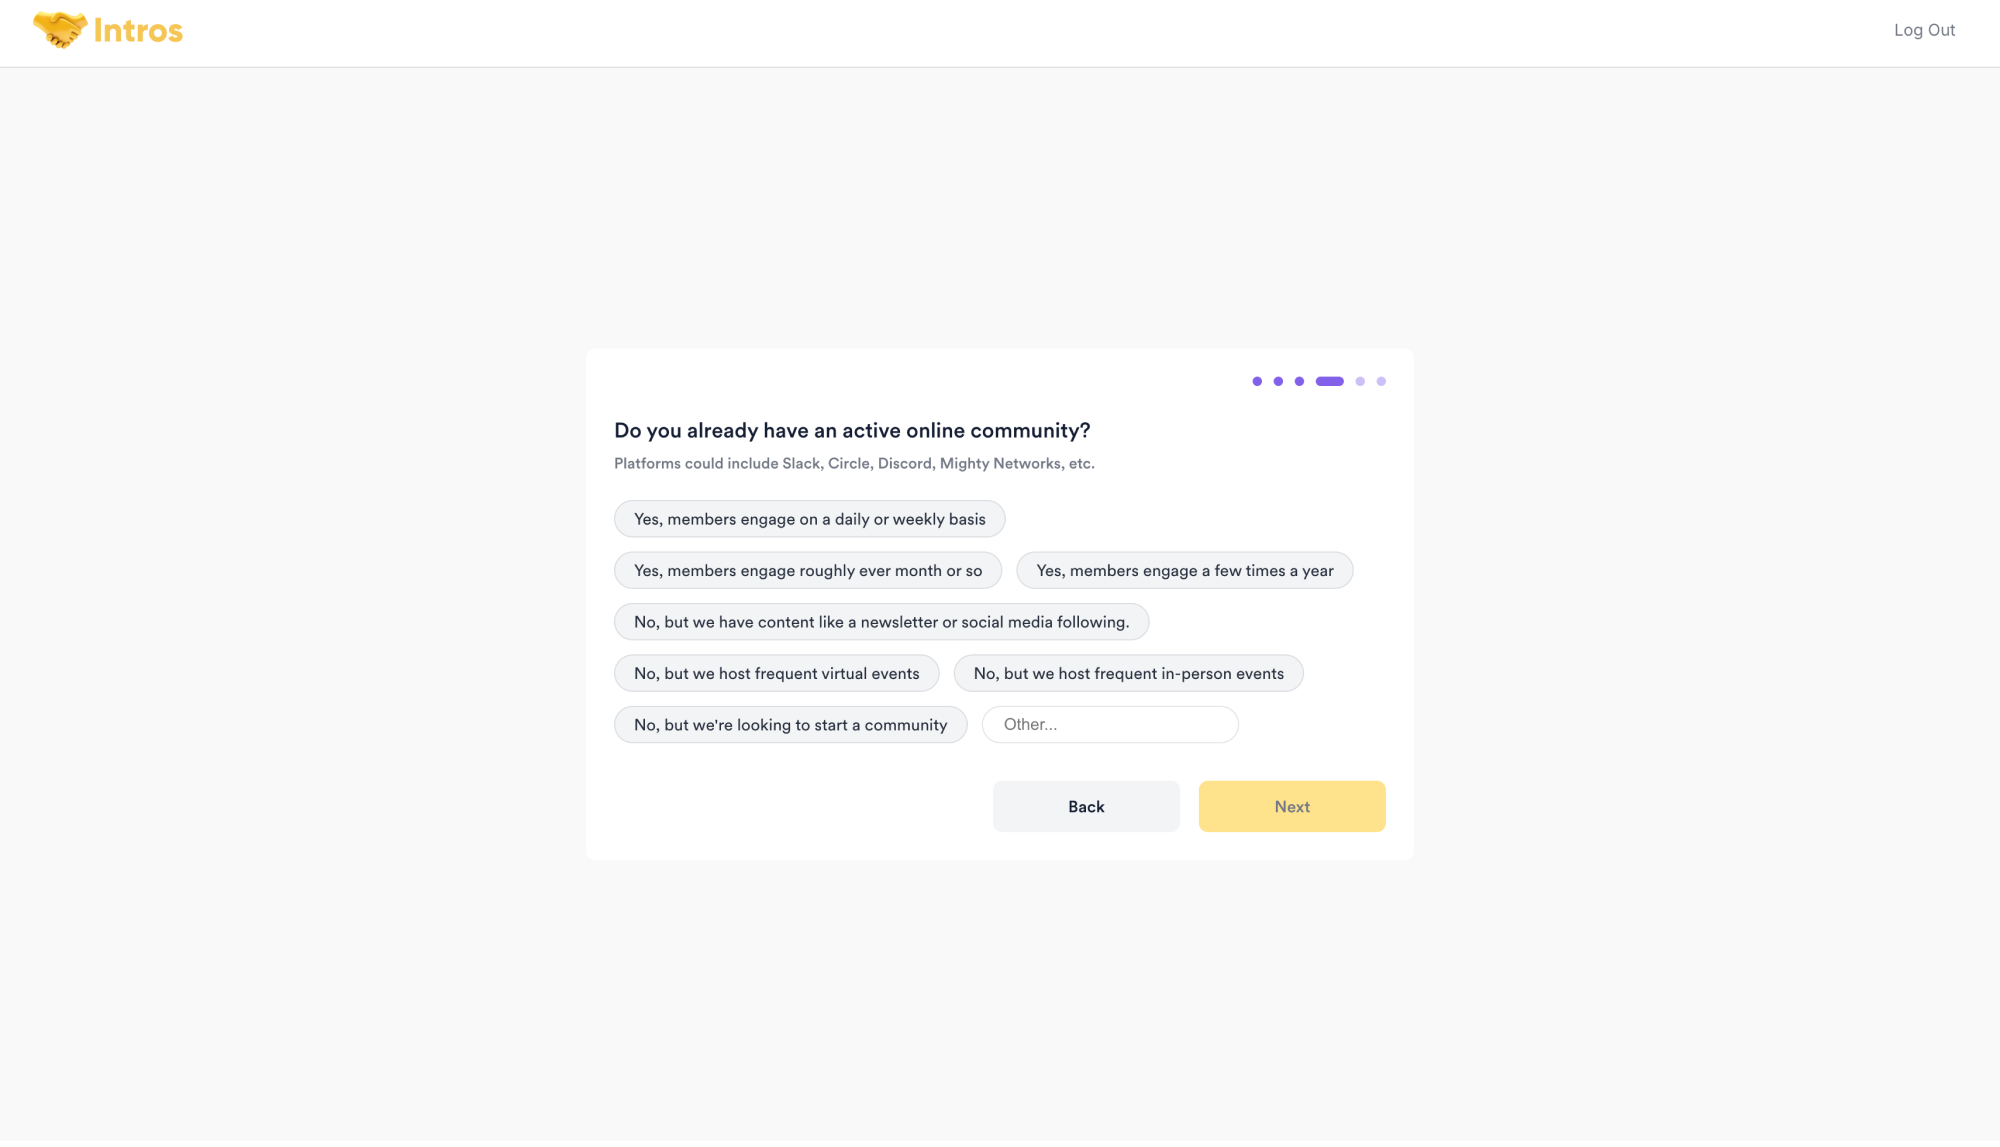 Intros
Log Out
Do you already have an active online community?
Platforms could include Slack, Circle, Discord, Mighty Networks, etc.
Yes, members engage on a daily or weekly basis
Yes, members engage roughly ever month or so
Yes, members engage a few times a year
No, but we have content like a newsletter or social media following.
No, but we host frequent virtual events
No, but we host frequent in-person events
No, but we're looking to start a community
Other...
Back
Next